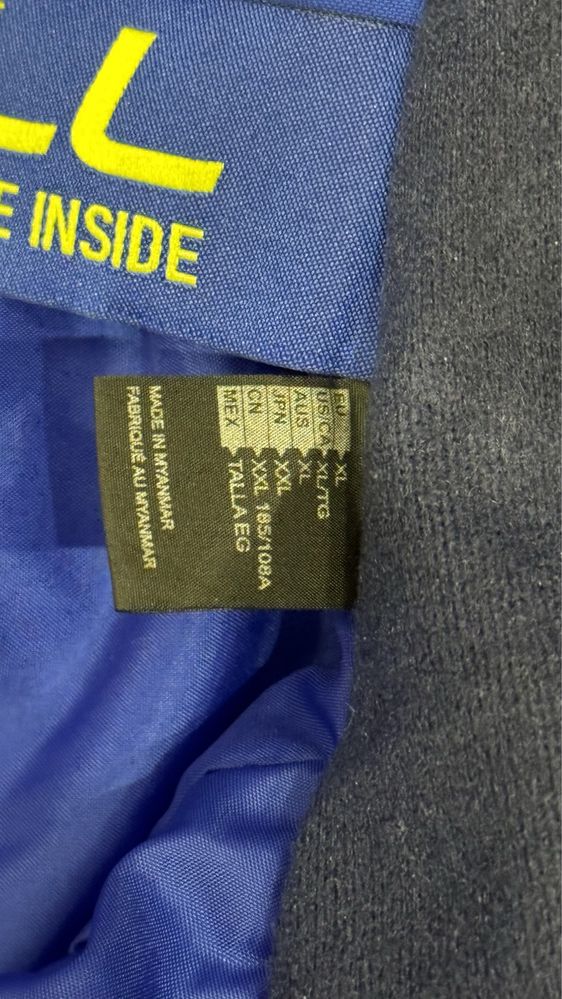 LL
E INSIDE
EU XL
US/CA XL/TG
AUS XL
JPN XXL
CN XXL 185/108A
MEX TALLA EG
MADE IN MYANMAR
FABRIQUÉ AU MYANMAR